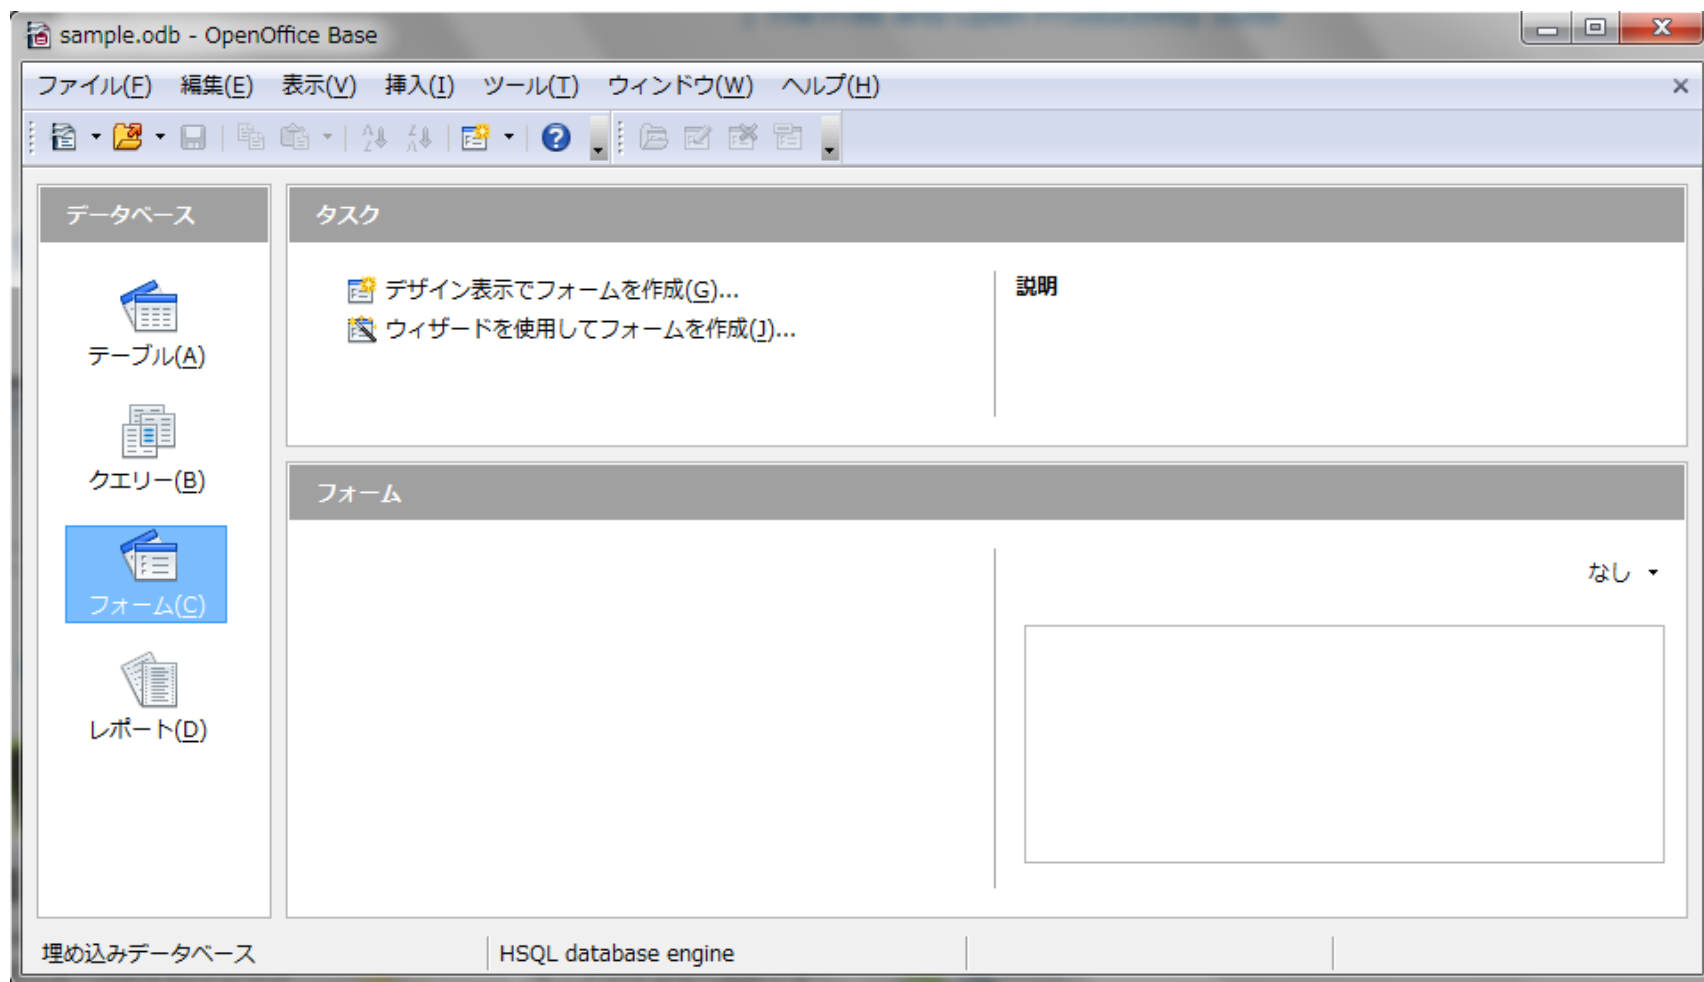 sample.odb - OpenOffice Base
ファイル(F) 編集(E) 表示(V) 挿入(I) ツール(T) ウィンドウ(W) ヘルプ(H)
データベース
テーブル(A)
クエリー(B)
フォーム(C)
レポート(D)
タスク
デザイン表示でフォームを作成(G)...
ウィザードを使用してフォームを作成(J)...
説明
フォーム
なし
埋め込みデータベース
HSQL database engine